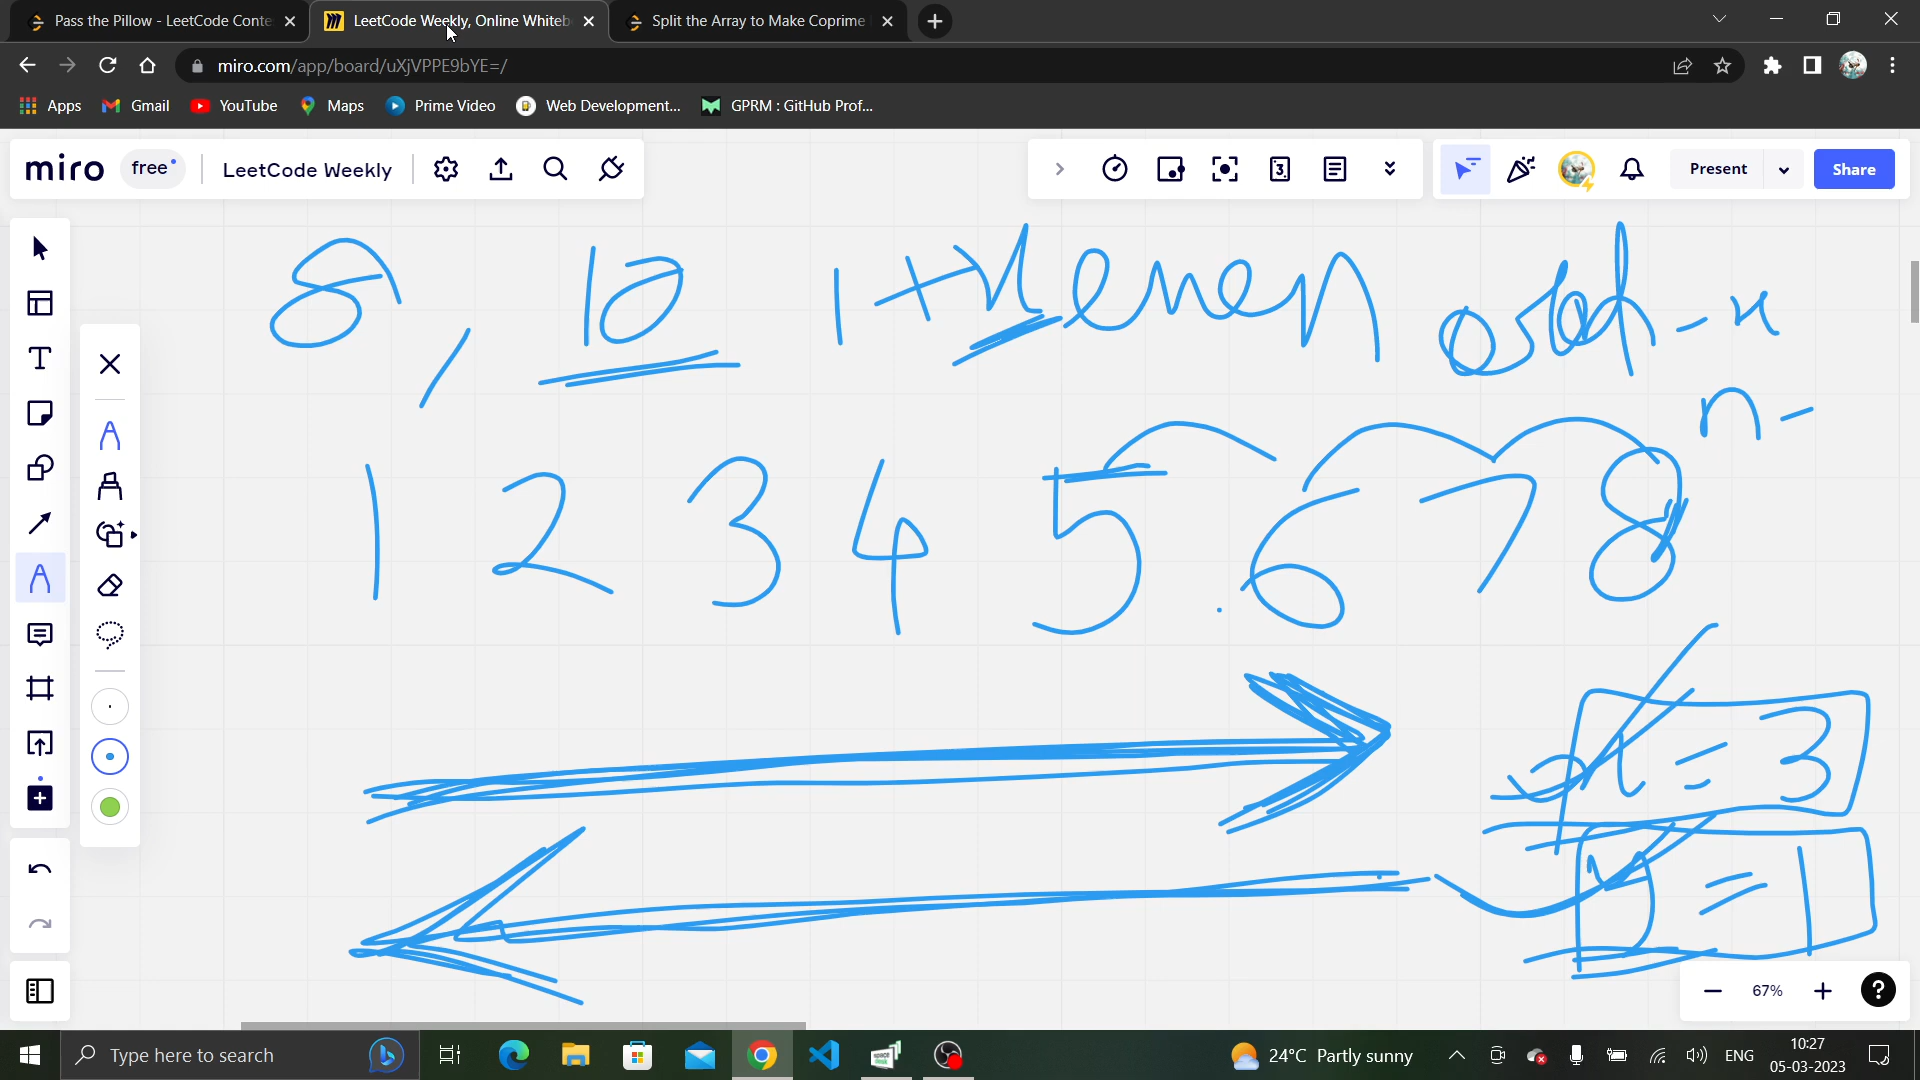 Pass the Pillow - LeetCode Conte
LeetCode Weekly, Online Whiteb
Split the Array to Make Coprime
miro.com/app/board/uXjVPPE9bYE=/
Apps
Gmail
YouTube
Maps
Prime Video
Web Development...
GPRM : GitHub Prof...
miro
free
LeetCode Weekly
Present
Share
8, 10 1+x even odd - x
n -
1 2 3 4 5 6 7 8
x = 3
y = 1
67%
Type here to search
24°C Partly sunny
ENG
10:27
05-03-2023